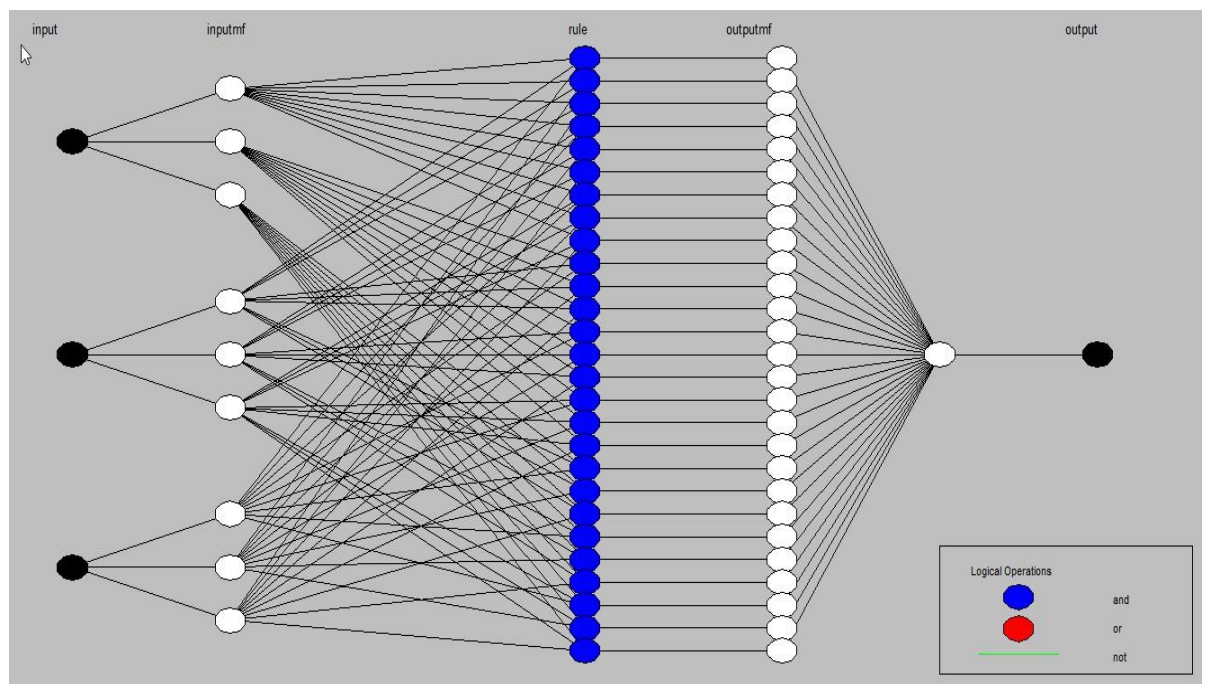 input inputmf rule outputmf output
Logical Operations
and
or
not